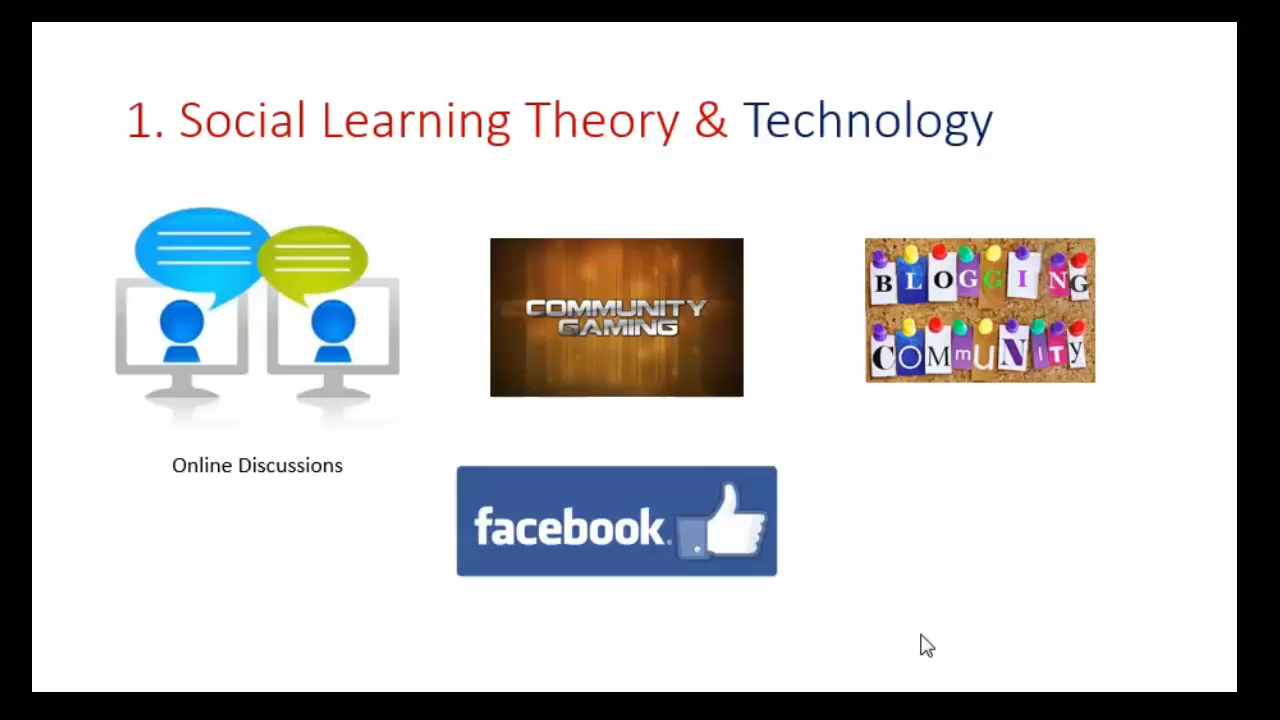 1. Social Learning Theory & Technology
COMMUNITY
GAMING
BLOGGING
COMmUNITy
Online Discussions
facebook.